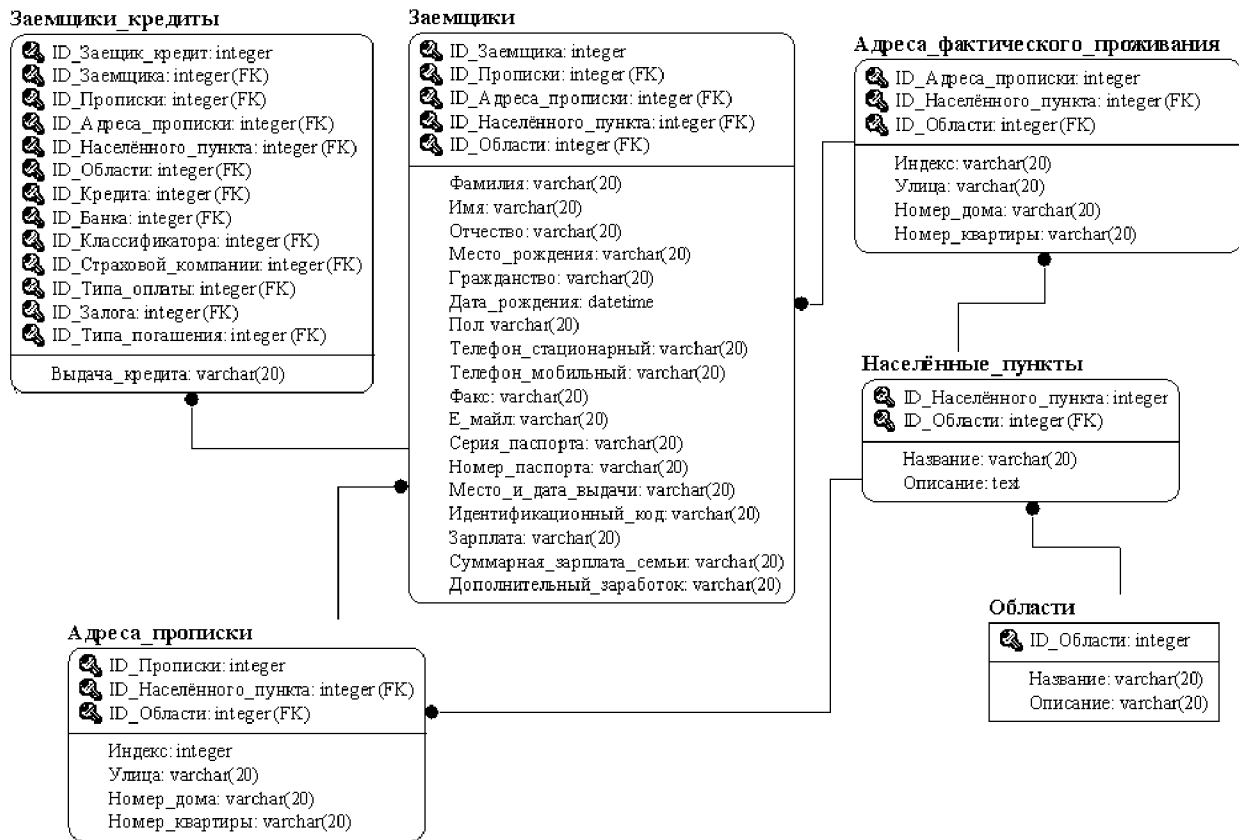 Заемщики_кредиты
ID_Заещик_кредит: integer
ID_Заемщика: integer(FK)
ID_Прописки: integer(FK)
ID_Адреса_прописки: integer(FK)
ID_Населённого_пункта: integer(FK)
ID_Области: integer(FK)
ID_Кредита: integer(FK)
ID_Банка: integer(FK)
ID_Классификатора: integer(FK)
ID_Страховой_компании: integer(FK)
ID_Типа_оплаты: integer(FK)
ID_Залога: integer(FK)
ID_Типа_погашения: integer(FK)
Выдача_кредита: varchar(20)
Заемщики
ID_Заемщика: integer
ID_Прописки: integer(FK)
ID_Адреса_прописки: integer(FK)
ID_Населённого_пункта: integer(FK)
ID_Области: integer(FK)
Фамилия: varchar(20)
Имя: varchar(20)
Отчество: varchar(20)
Место_рождения: varchar(20)
Гражданство: varchar(20)
Дата_рождения: datetime
Пол: varchar(20)
Телефон_стационарный: varchar(20)
Телефон_мобильный: varchar(20)
Факс: varchar(20)
Е_майл: varchar(20)
Серия_паспорта: varchar(20)
Номер_паспорта: varchar(20)
Место_и_дата_выдачи: varchar(20)
Идентификационный_код: varchar(20)
Зарплата: varchar(20)
Суммарная_зарплата_семьи: varchar(20)
Дополнительный_заработок: varchar(20)
Адреса_фактического_проживания
ID_Адреса_прописки: integer
ID_Населённого_пункта: integer(FK)
ID_Области: integer(FK)
Индекс: varchar(20)
Улица: varchar(20)
Номер_дома: varchar(20)
Номер_квартиры: varchar(20)
Населённые_пункты
ID_Населённого_пункта: integer
ID_Области: integer(FK)
Название: varchar(20)
Описание: text
Области
ID_Области: integer
Название: varchar(20)
Описание: varchar(20)
Адреса_прописки
ID_Прописки: integer
ID_Населённого_пункта: integer(FK)
ID_Области: integer(FK)
Индекс: integer
Улица: varchar(20)
Номер_дома: varchar(20)
Номер_квартиры: varchar(20)